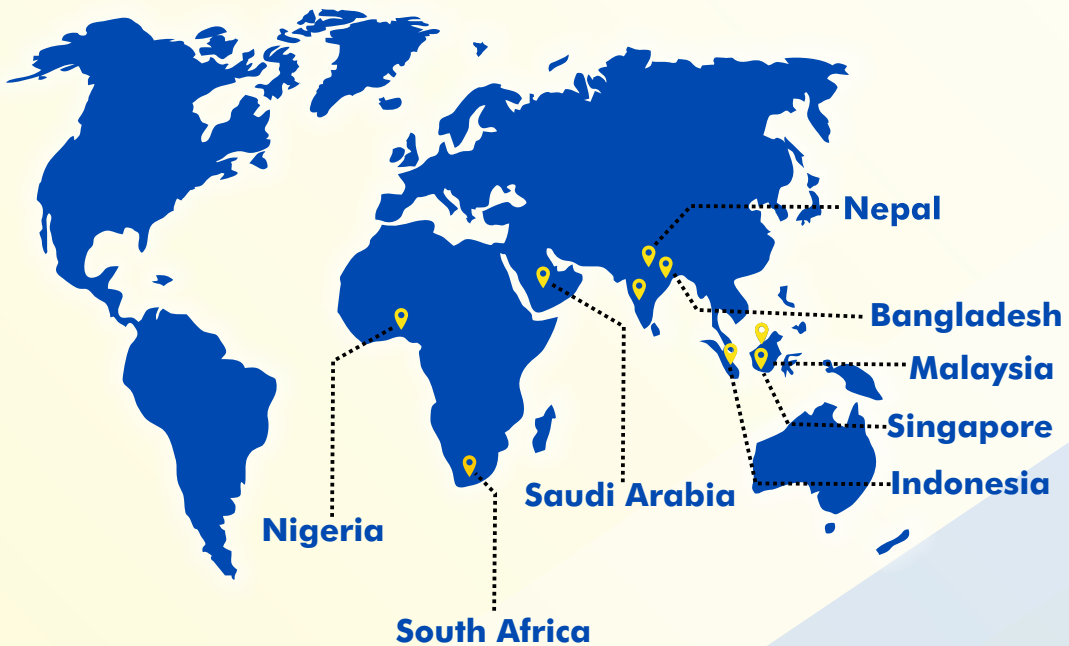 Nepal
Bangladesh
Malaysia
Singapore
Indonesia
Saudi Arabia
Nigeria
South Africa